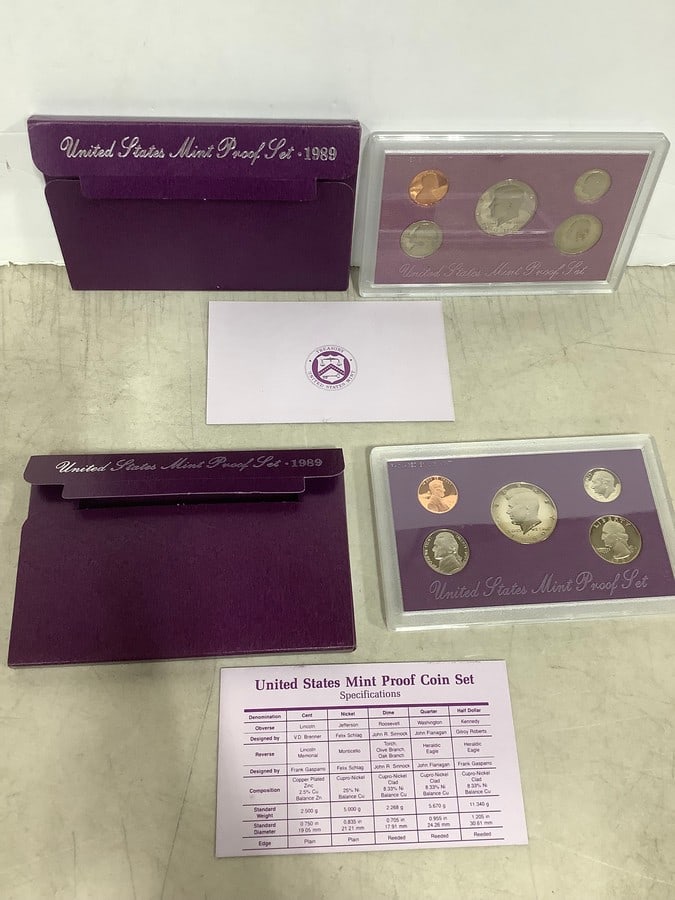 United States Mint Proof Set · 1989
United States Mint Proof Set
TREASURY
UNITED STATES MINT
United States Mint Proof Set · 1989
LIBERTY
United States Mint Proof Set
United States Mint Proof Coin Set
Specifications
Denomination Cent Nickel Dime Quarter Half Dollar
Obverse Lincoln Jefferson Roosevelt Washington Kennedy
Designed by V.D. Brenner Felix Schlag John R. Sinnock John Flanagan Gilroy Roberts
Reverse Lincoln Memorial Monticello Torch, Olive Branch, Oak Branch Heraldic Eagle Heraldic Eagle
Designed by Frank Gasparro Felix Schlag John R. Sinnock John Flanagan Frank Gasparro
Composition Copper Plated Zinc 2.5% Cu Balance Zn Cupro-Nickel 25% Ni Balance Cu Cupro-Nickel Clad 8.33% Ni Balance Cu Cupro-Nickel Clad 8.33% Ni Balance Cu Cupro-Nickel Clad 8.33% Ni Balance Cu
Standard Weight 2.500 g 5.000 g 2.268 g 5.670 g 11.340 g
Standard Diameter 0.750 in 19.05 mm 0.835 in 21.21 mm 0.705 in 17.91 mm 0.955 in 24.26 mm 1.205 in 30.61 mm
Edge Plain Plain Reeded Reeded Reeded